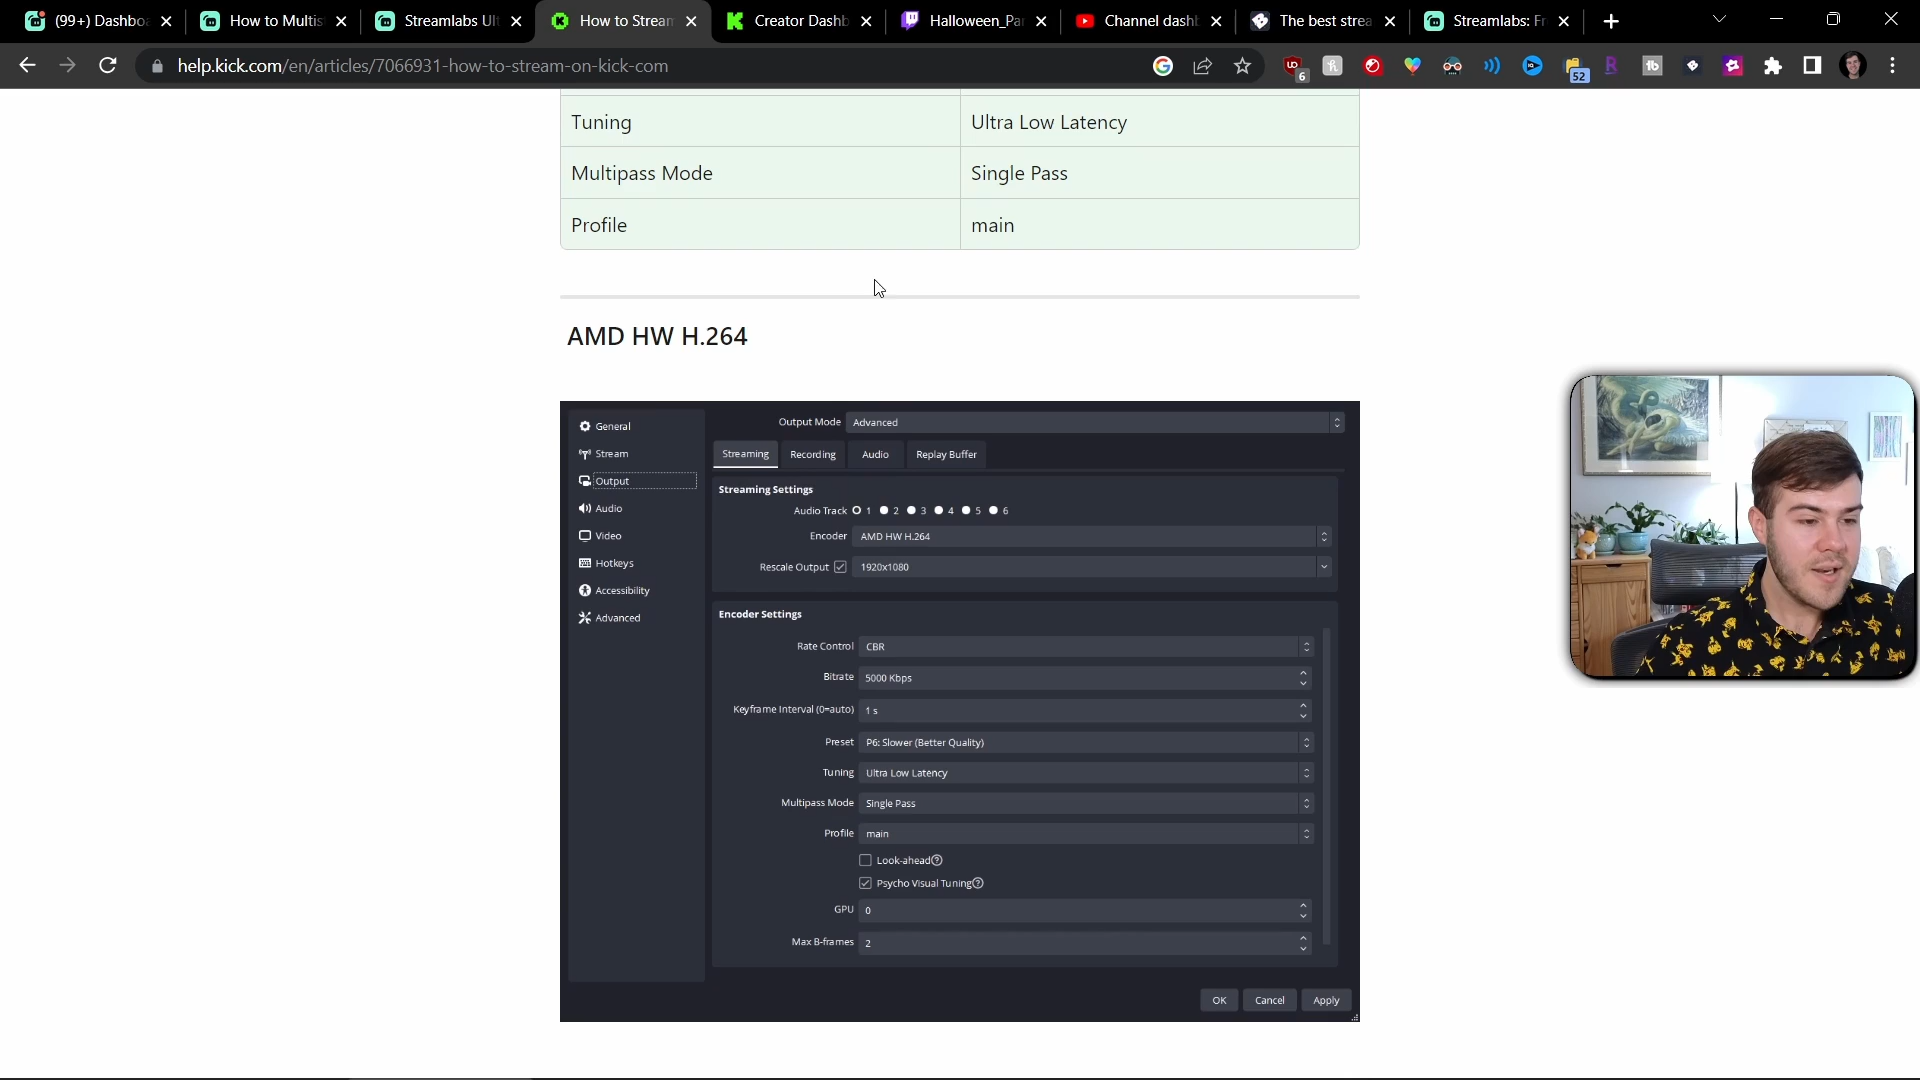 (99+) Dashboa
How to Multist
Streamlabs Ult
How to Stream
Creator Dashb
Halloween_Pa
Channel dashb
The best strea
Streamlabs: Fr
help.kick.com/en/articles/7066931-how-to-stream-on-kick-com
6
52
Tuning
Ultra Low Latency
Multipass Mode
Single Pass
Profile
main
AMD HW H.264
General
Stream
Output
Audio
Video
Hotkeys
Accessibility
Advanced
Output Mode Advanced
Streaming Recording Audio Replay Buffer
Streaming Settings
Audio Track 1 2 3 4 5 6
Encoder AMD HW H.264
Rescale Output 1920x1080
Encoder Settings
Rate Control CBR
Bitrate 5000 Kbps
Keyframe Interval (0=auto) 1 s
Preset P6: Slower (Better Quality)
Tuning Ultra Low Latency
Multipass Mode Single Pass
Profile main
Look-ahead
Psycho Visual Tuning
GPU 0
Max B-frames 2
OK Cancel Apply